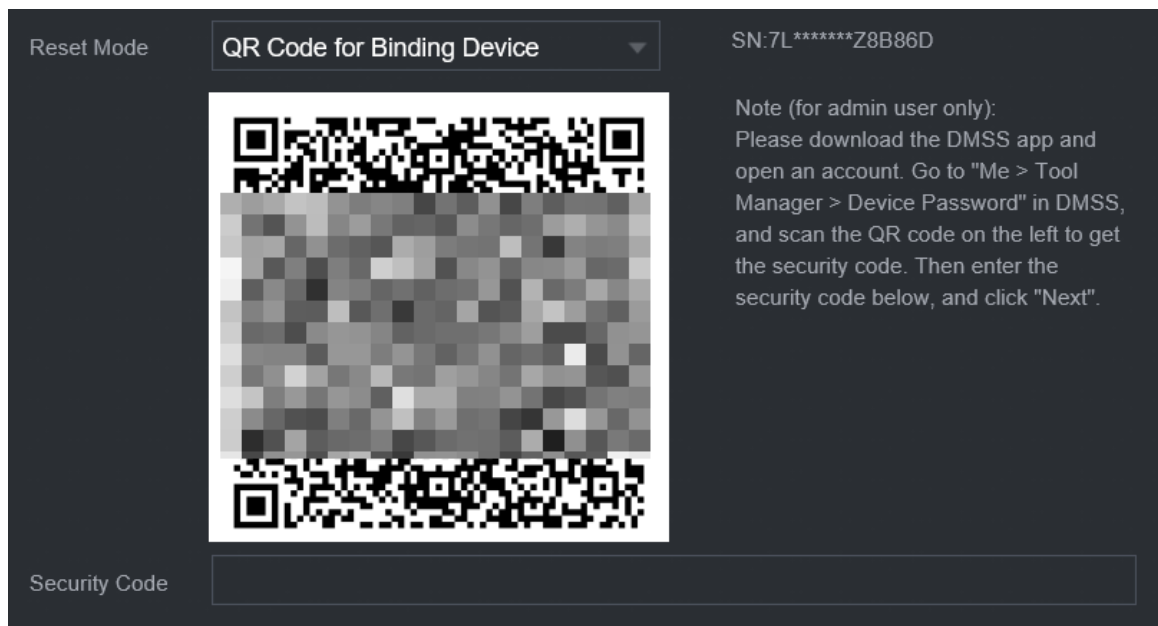 Reset Mode
QR Code for Binding Device
SN:7L*******Z8B86D
Note (for admin user only):
Please download the DMSS app and
open an account. Go to "Me > Tool
Manager > Device Password" in DMSS,
and scan the QR code on the left to get
the security code. Then enter the
security code below, and click "Next".
Security Code